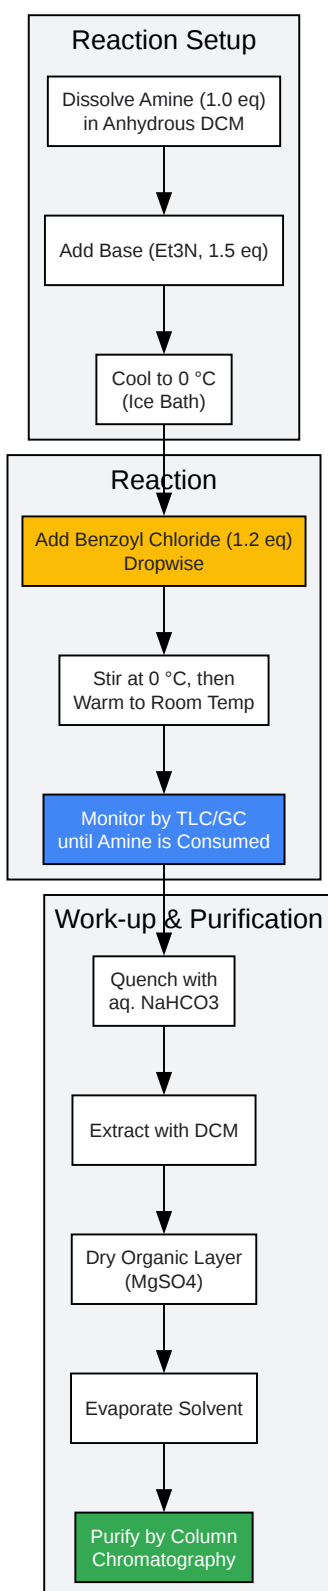 Reaction Setup
Dissolve Amine (1.0 eq)
in Anhydrous DCM
Add Base (Et3N, 1.5 eq)
Cool to 0 °C
(Ice Bath)
Reaction
Add Benzoyl Chloride (1.2 eq)
Dropwise
Stir at 0 °C, then
Warm to Room Temp
Monitor by TLC/GC
until Amine is Consumed
Work-up & Purification
Quench with
aq. NaHCO3
Extract with DCM
Dry Organic Layer
(MgSO4)
Evaporate Solvent
Purify by Column
Chromatography